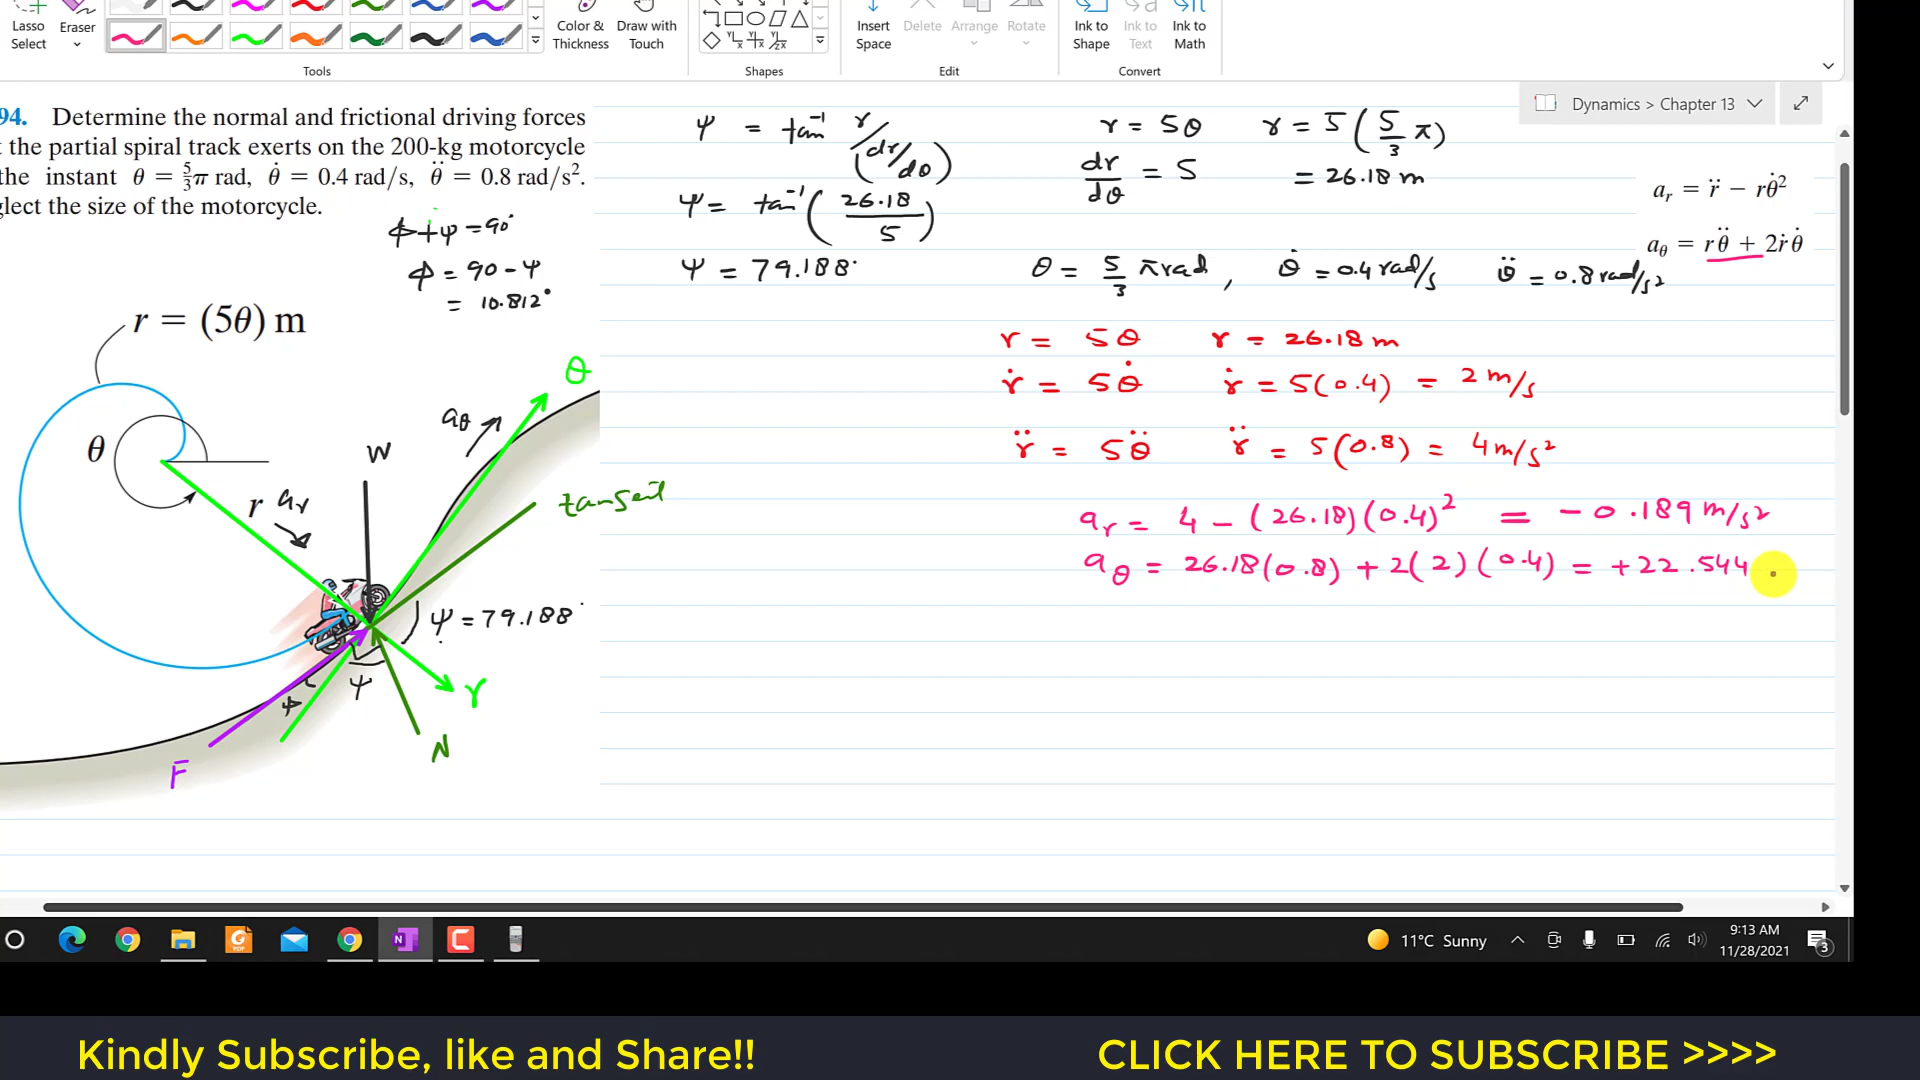 Lasso Select
Eraser
Color & Thickness
Draw with Touch
Insert Space
Delete
Arrange
Rotate
Ink to Shape
Ink to Text
Ink to Math
Tools
Shapes
Edit
Convert
Dynamics > Chapter 13
94. Determine the normal and frictional driving forces
the partial spiral track exerts on the 200-kg motorcycle
the instant θ = 5/3 π rad, θ̇ = 0.4 rad/s, θ̈ = 0.8 rad/s².
glect the size of the motorcycle.
ϕ + ψ = 90°
ϕ = 90 - ψ
= 10.812°
r = (5θ) m
θ
r
ar
aθ
W
θ
tangent
ψ = 79.188°
ψ
ϕ
r
N
F
ψ = tan⁻¹ r/(dr/dθ)
ψ = tan⁻¹ (26.18/5)
ψ = 79.188°
r = 5θ
dr/dθ = 5
r = 5 (5/3 π)
= 26.18 m
θ = 5/3 π rad, θ̇ = 0.4 rad/s θ̈ = 0.8 rad/s²
ar = r̈ − rθ̇²
aθ = rθ̈ + 2ṙθ̇
r = 5θ r = 26.18 m
ṙ = 5θ̇ ṙ = 5(0.4) = 2 m/s
r̈ = 5θ̈ r̈ = 5(0.8) = 4 m/s²
ar = 4 − (26.18)(0.4)² = −0.189 m/s²
aθ = 26.18(0.8) + 2(2)(0.4) = +22.544
11°C Sunny
9:13 AM
11/28/2021
3
Kindly Subscribe, like and Share!!
CLICK HERE TO SUBSCRIBE >>>>